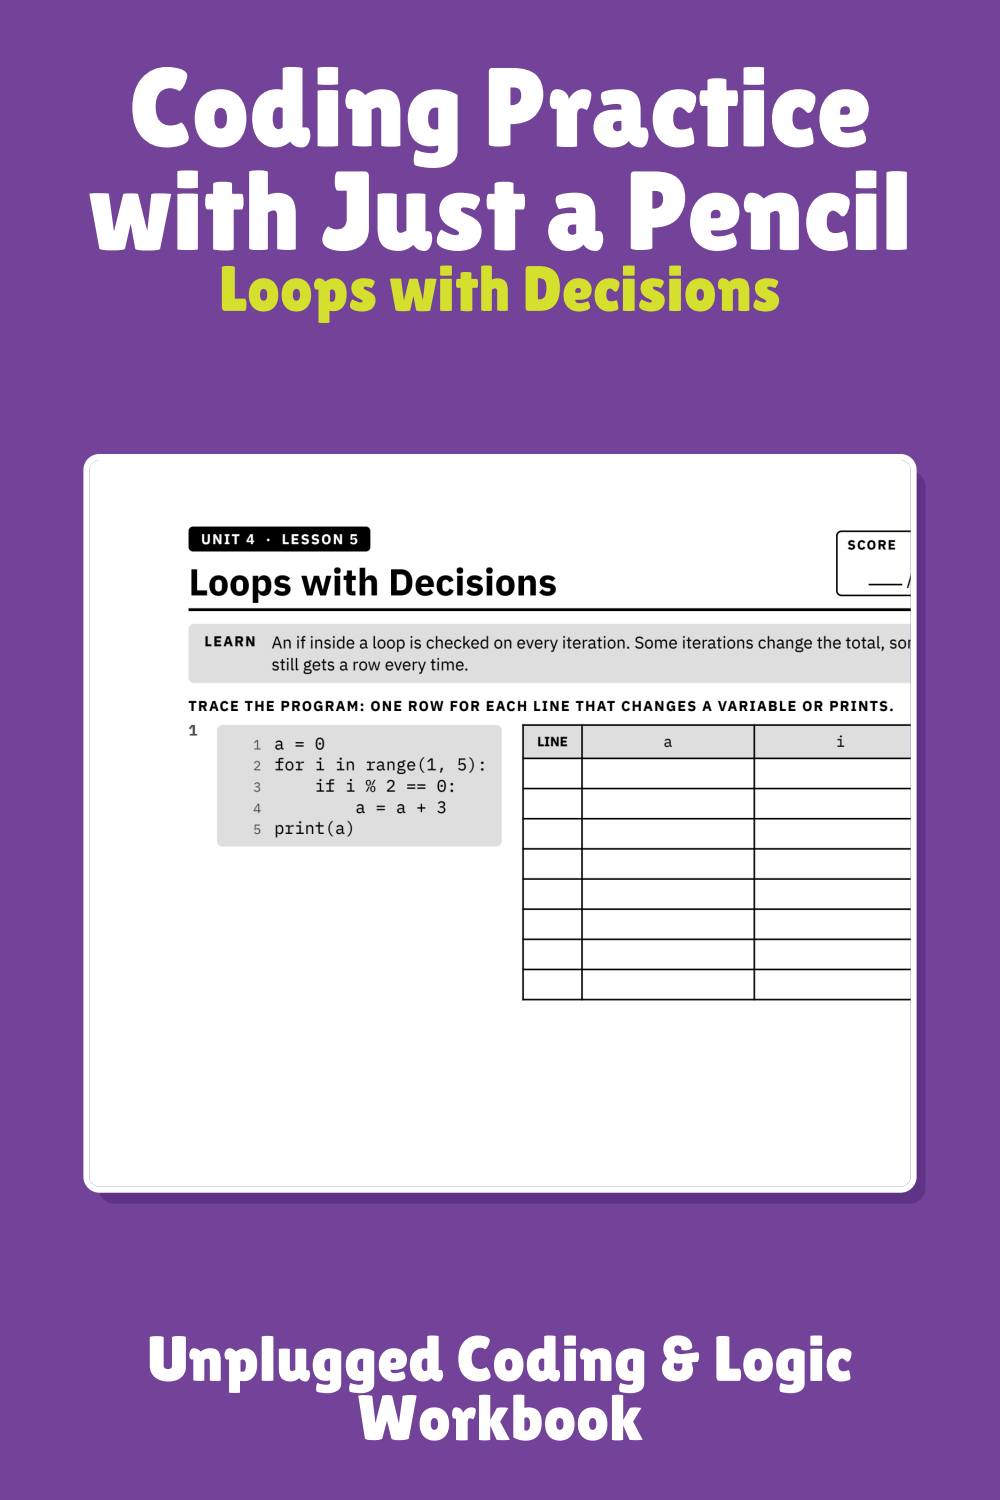 Coding Practice
with Just a Pencil
Loops with Decisions
UNIT 4 · LESSON 5
SCORE
___ /
Loops with Decisions
LEARN An if inside a loop is checked on every iteration. Some iterations change the total,
still gets a row every time.
TRACE THE PROGRAM: ONE ROW FOR EACH LINE THAT CHANGES A VARIABLE OR PRINTS.
1
1 a = 0
2 for i in range(1, 5):
3     if i % 2 == 0:
4         a = a + 3
5 print(a)
LINE a i
Unplugged Coding & Logic
Workbook